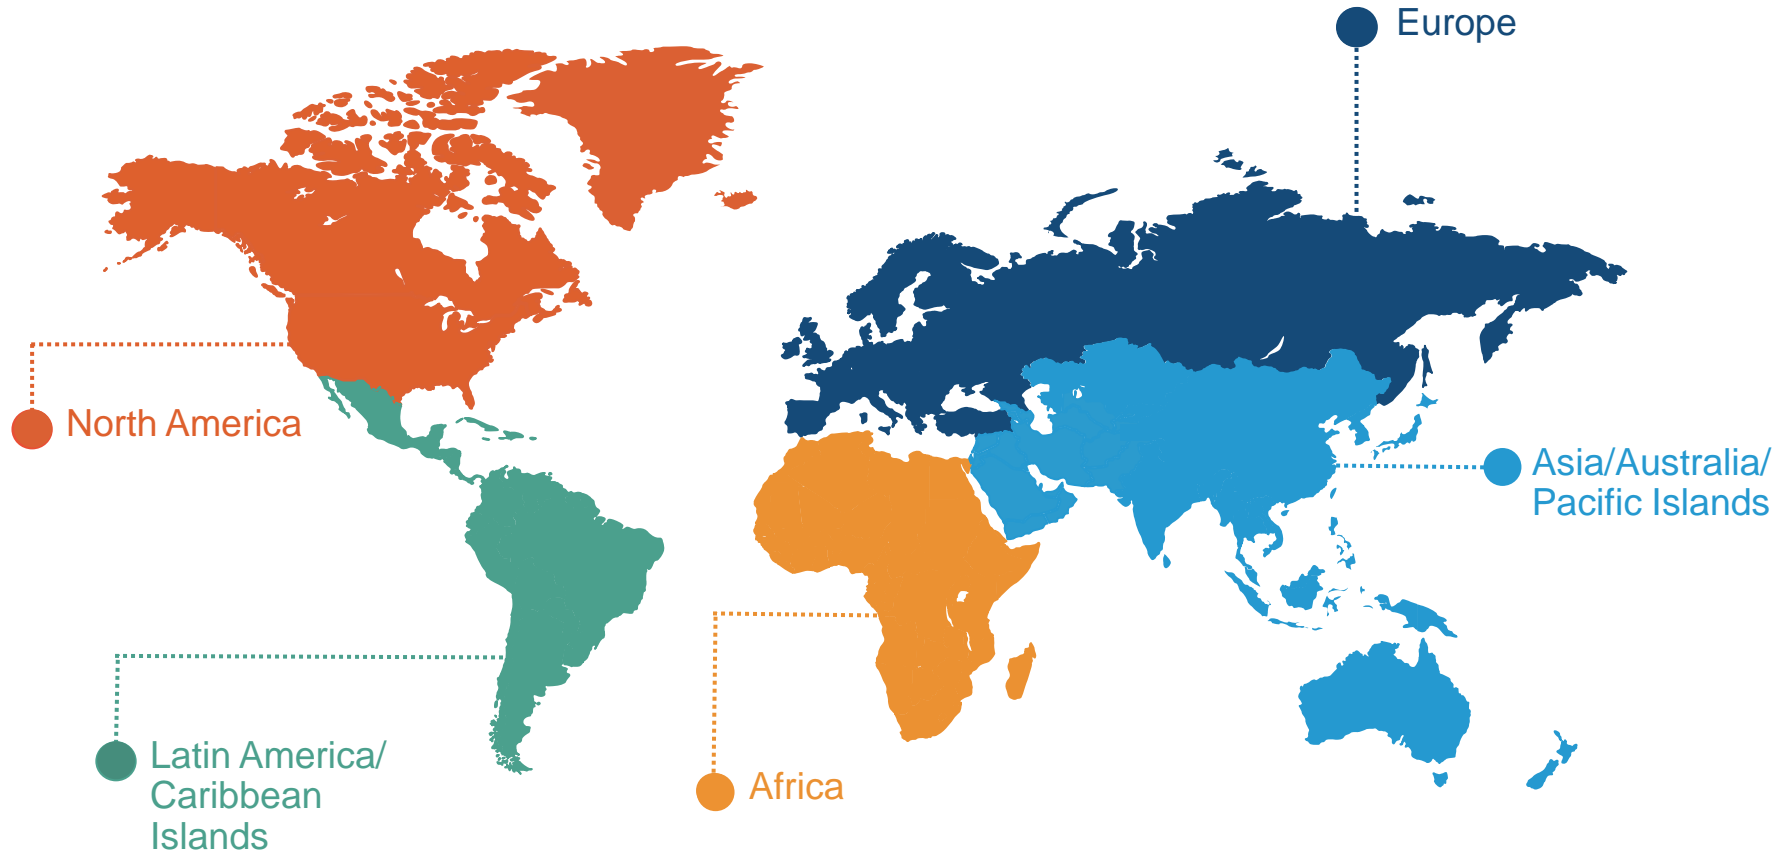 Europe
North America
Asia/Australia/
Pacific Islands
Latin America/
Caribbean
Islands
Africa